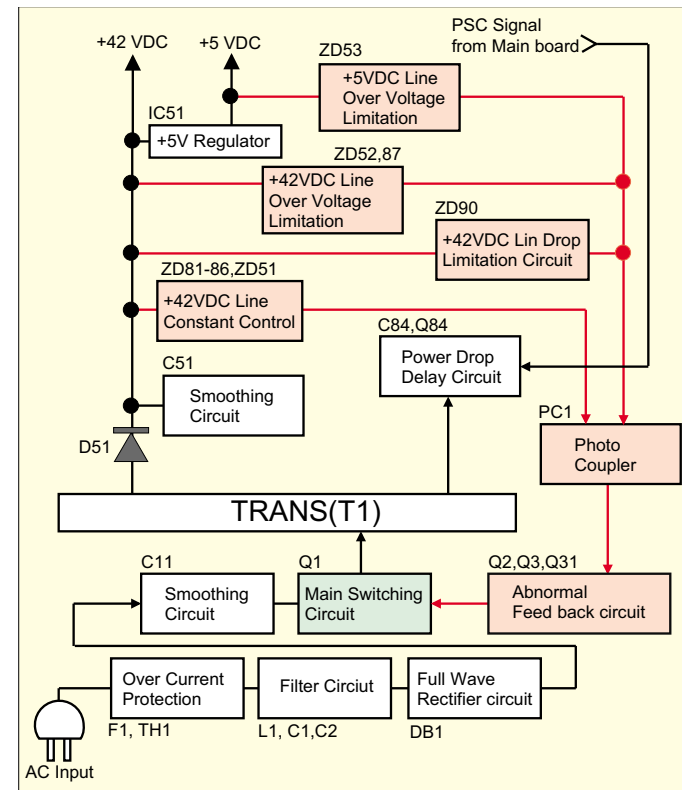 PSC Signal
from Main board
+42 VDC
+5 VDC
ZD53
+5VDC Line
Over Voltage
Limitation
IC51
+5V Regulator
ZD52,87
+42VDC Line
Over Voltage
Limitation
ZD90
+42VDC Lin Drop
Limitation Circuit
ZD81-86,ZD51
+42VDC Line
Constant Control
C84,Q84
Power Drop
Delay Circuit
C51
Smoothing
Circuit
D51
PC1
Photo
Coupler
TRANS(T1)
C11
Smoothing
Circuit
Q1
Main Switching
Circuit
Q2,Q3,Q31
Abnormal
Feed back circuit
Over Current
Protection
F1, TH1
Filter Circiut
L1, C1,C2
Full Wave
Rectifier circuit
DB1
AC Input